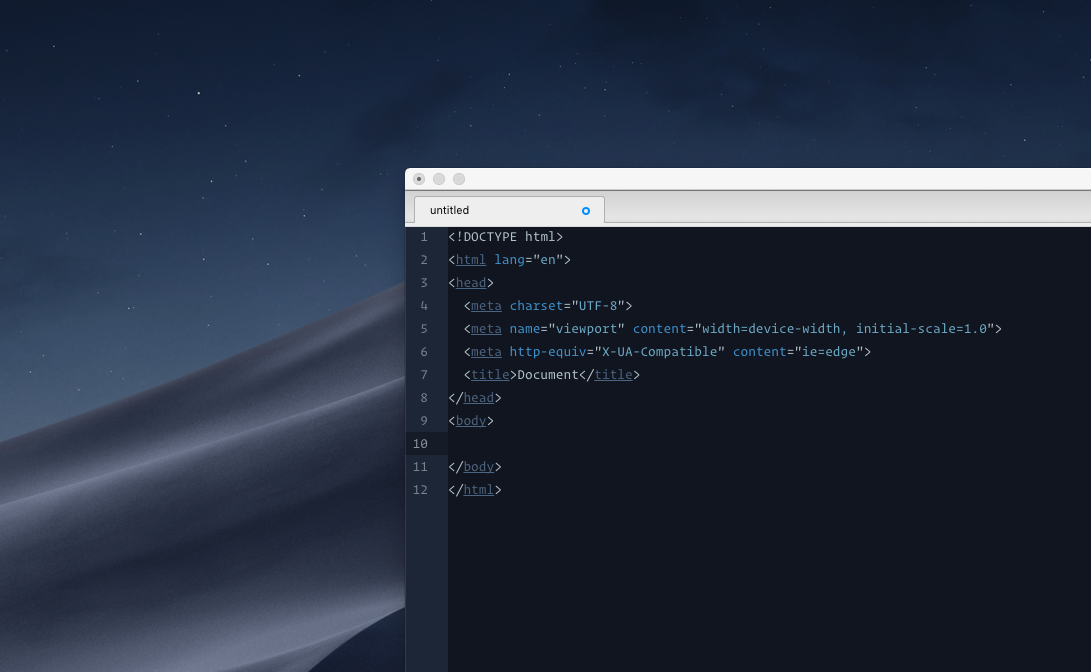 untitled
1 <!DOCTYPE html>
2 <html lang="en">
3 <head>
4   <meta charset="UTF-8">
5   <meta name="viewport" content="width=device-width, initial-scale=1.0">
6   <meta http-equiv="X-UA-Compatible" content="ie=edge">
7   <title>Document</title>
8 </head>
9 <body>
10
11 </body>
12 </html>